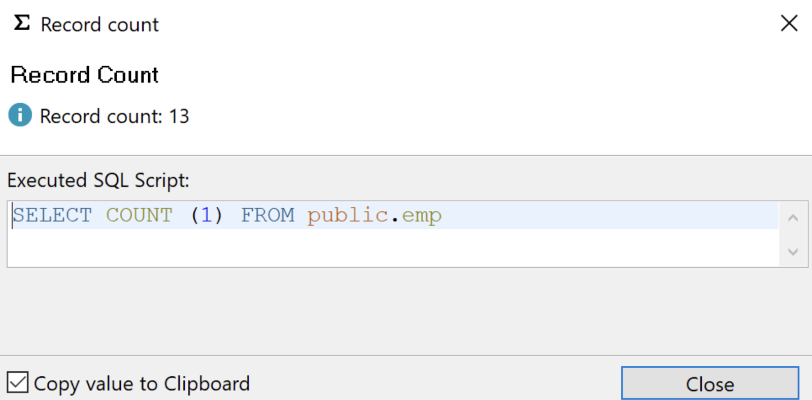 Σ Record count
Record Count
Record count: 13
Executed SQL Script:
SELECT COUNT (1) FROM public.emp
Copy value to Clipboard
Close